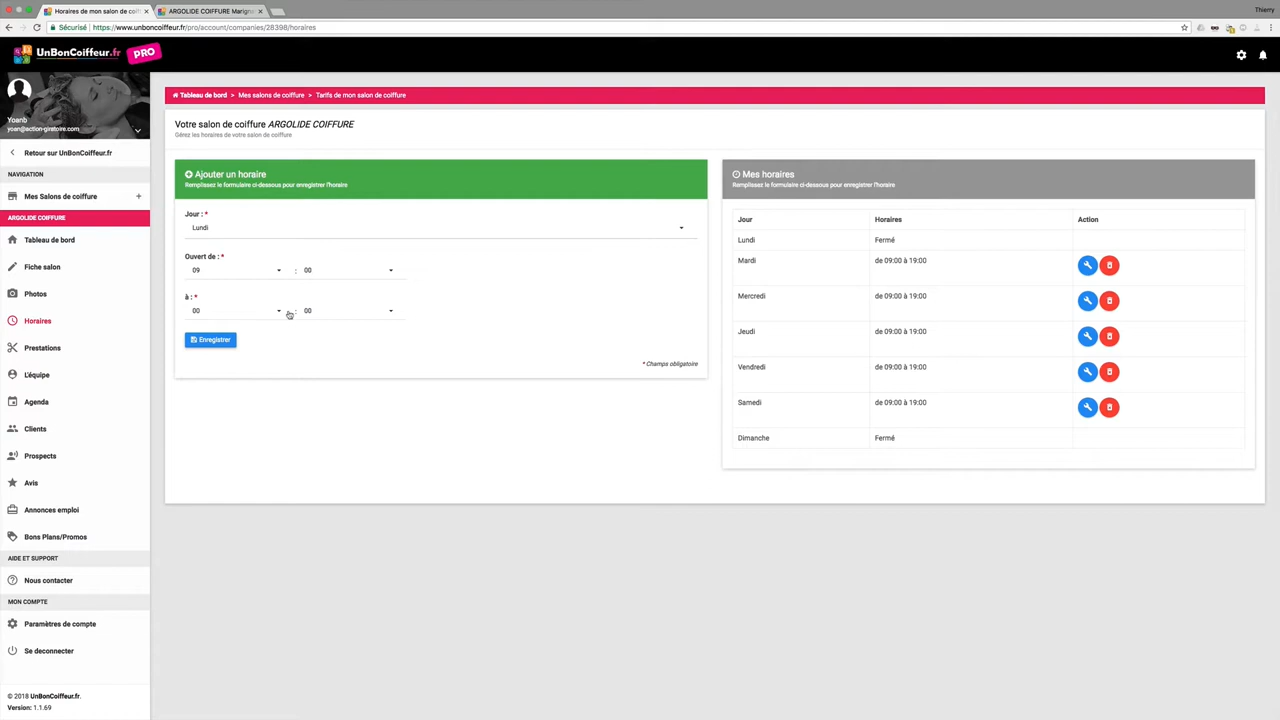 Horaires de mon salon de coif
ARGOLIDE COIFFURE Marign
Thierry
Sécurisé
https://www.unboncoiffeur.fr/pro/account/companies/28398/horaires
UnBonCoiffeur.fr PRO
Yoanb
yoan@action-giratoire.com
Retour sur UnBonCoiffeur.fr
NAVIGATION
Mes Salons de coiffure +
ARGOLIDE COIFFURE
Tableau de bord
Fiche salon
Photos
Horaires
Prestations
L'équipe
Agenda
Clients
Prospects
Avis
Annonces emploi
Bons Plans/Promos
AIDE ET SUPPORT
Nous contacter
MON COMPTE
Paramètres de compte
Se deconnecter
© 2018 UnBonCoiffeur.fr.
Version: 1.1.69
Tableau de bord > Mes salons de coiffure > Tarifs de mon salon de coiffure
Votre salon de coiffure ARGOLIDE COIFFURE
Gérez les horaires de votre salon de coiffure
Ajouter un horaire
Remplissez le formulaire ci-dessous pour enregistrer l'horaire
Jour : *
Lundi
Ouvert de : *
09 : 00
à : *
00 : 00
Enregistrer
* Champs obligatoire
Mes horaires
Remplissez le formulaire ci-dessous pour enregistrer l'horaire
Jour Horaires Action
Lundi Fermé
Mardi de 09:00 à 19:00
Mercredi de 09:00 à 19:00
Jeudi de 09:00 à 19:00
Vendredi de 09:00 à 19:00
Samedi de 09:00 à 19:00
Dimanche Fermé